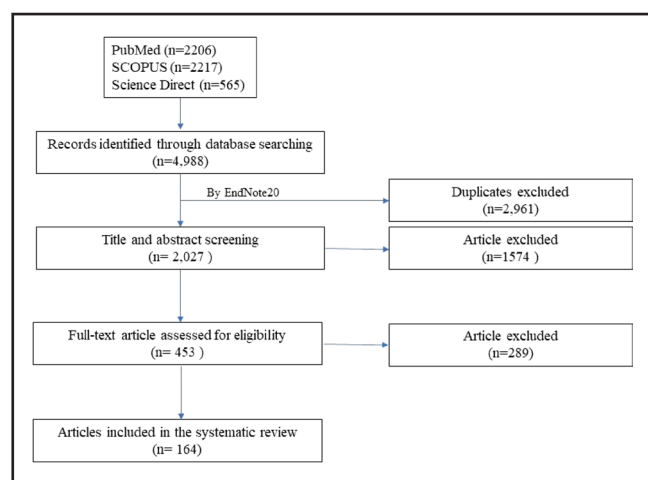 PubMed (n=2206)
SCOPUS (n=2217)
Science Direct (n=565)
Records identified through database searching
(n=4,988)
By EndNote20
Duplicates excluded
(n=2,961)
Title and abstract screening
(n= 2,027 )
Article excluded
(n=1574 )
Full-text article assessed for eligibility
(n= 453 )
Article excluded
(n=289)
Articles included in the systematic review
(n= 164)